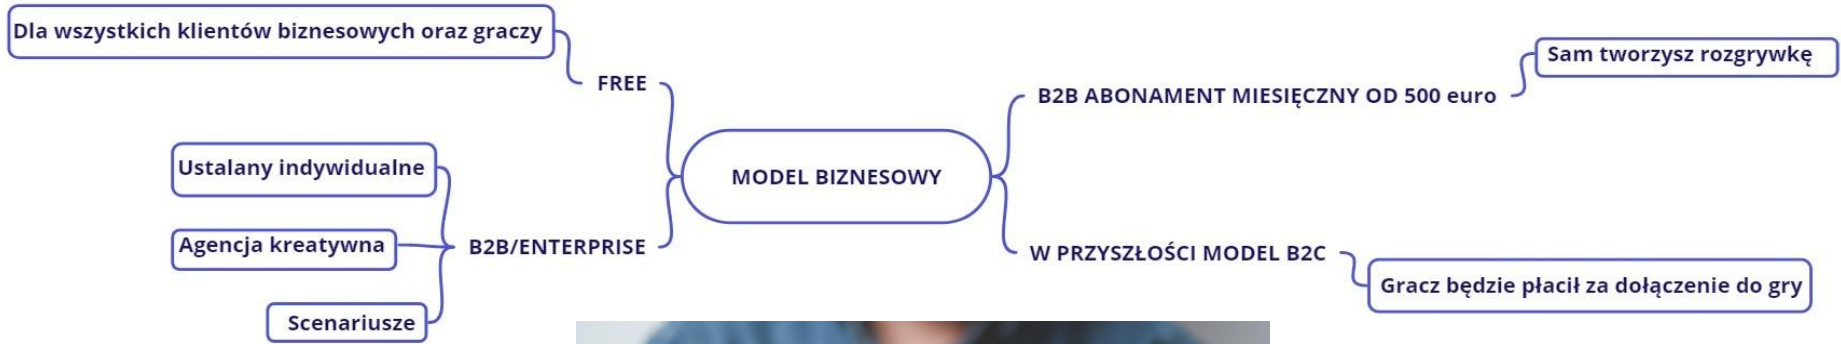 Dla wszystkich klientów biznesowych oraz graczy
FREE
Ustalany indywidualne
Agencja kreatywna
B2B/ENTERPRISE
Scenariusze
MODEL BIZNESOWY
B2B ABONAMENT MIESIĘCZNY OD 500 euro
Sam tworzysz rozgrywkę
W PRZYSZŁOŚCI MODEL B2C
Gracz będzie płacił za dołączenie do gry